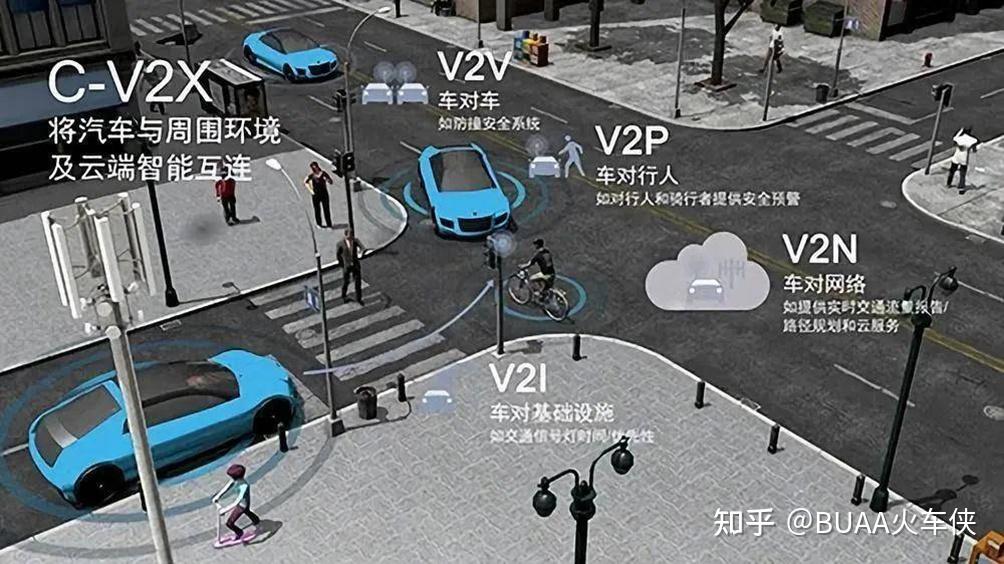 C-V2X
将汽车与周围环境
及云端智能互连
V2V
车对车
如防撞安全系统
V2P
车对行人
如对行人和骑行者提供安全预警
V2N
车对网络
如提供实时交通流量报告/
路径规划和云服务
V2I
车对基础设施
如交通信号灯时间/优先性
知乎 @BUAA火车侠